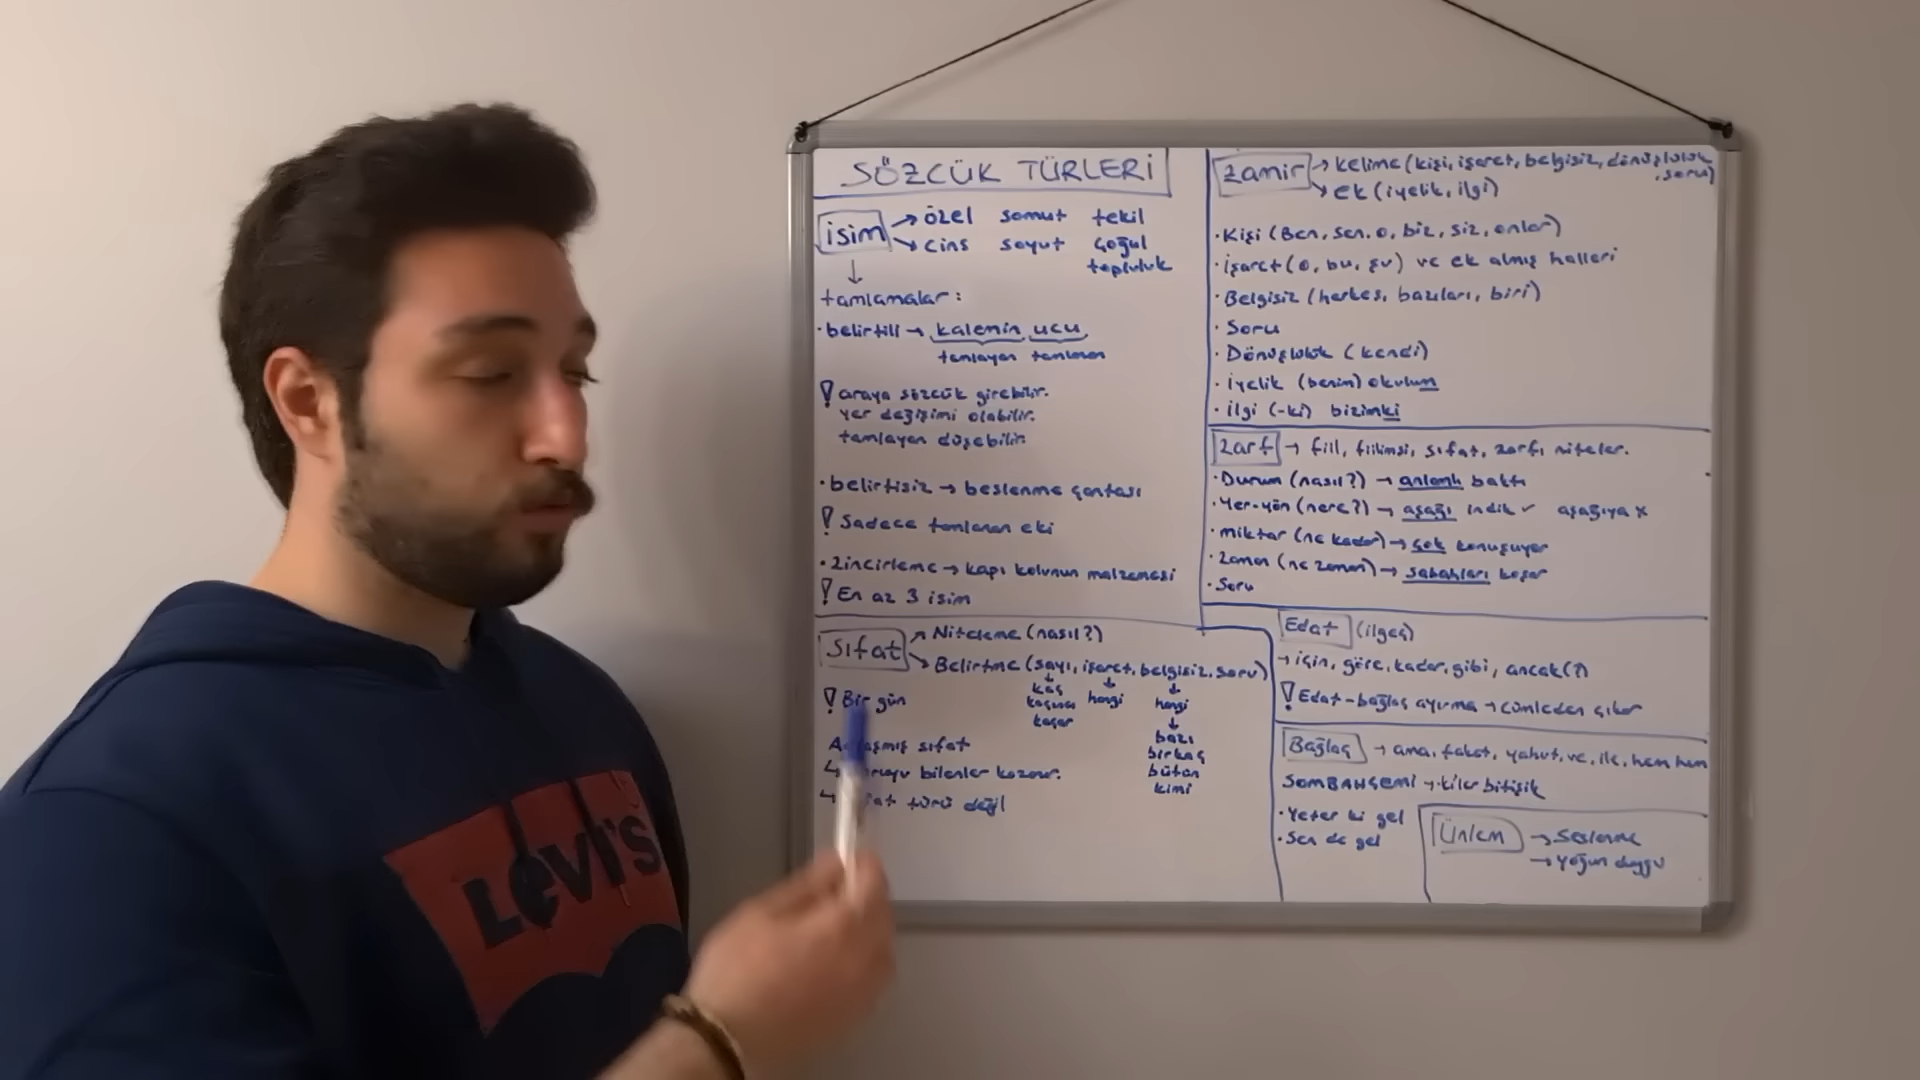 SÖZCÜK TÜRLERİ
isim → özel somut tekil
→ cins soyut çoğul
topluluk
↓
tamlamalar:
• belirtili → kalemin ucu
tamlayan tamlanan
! araya sözcük girebilir.
yer değişimi olabilir.
tamlayan düşebilir.
• belirtisiz → beslenme çantası
! Sadece tamlanan eki
• Zincirleme → kapı kolunun malzemesi
! En az 3 isim
Sıfat → Niteleme (nasıl?)
→ Belirtme (sayı, işaret, belgisiz, soru)
kaç
kaçıncı
kaçar
hangi
hangi
↓
bazı
birkaç
bütün
kimi
! Bir gün
sıfat
bilenler kazanır.
türü değil
Zamir → kelime (kişi, işaret, belgisiz, dönüşlülük
, soru)
→ ek (iyelik, ilgi)
• Kişi (Ben, sen, o, biz, siz, onlar)
• işaret (o, bu, şu) ve ek almış halleri
• Belgisiz (herkes, bazıları, biri)
• Soru
• Dönüşlülük (kendi)
• iyelik (benim) okulum
• ilgi (-ki) bizimki
Zarf → fiil, fiilimsi, sıfat, zarfı niteler.
• Durum (nasıl?) → anlamlı baktı
• Yer-yön (nere?) → aşağı indik ✓ aşağıya x
• miktar (ne kadar) → çok konuşuyor
• Zaman (ne zaman) → sabahları koşar
• Soru
Edat (ilgeç)
→ için, göre, kadar, gibi, ancak(?)
! Edat-bağlaç ayırma → cümleden çıkar
Bağlaç → ama, fakat, yahut, ve, ile, hem hem
SOMBAHÇEMİ → kiler bitişik
• Yeter ki gel
• Sen de gel
Ünlem → Seslenme
→ Yoğun duygu
LEVI'S